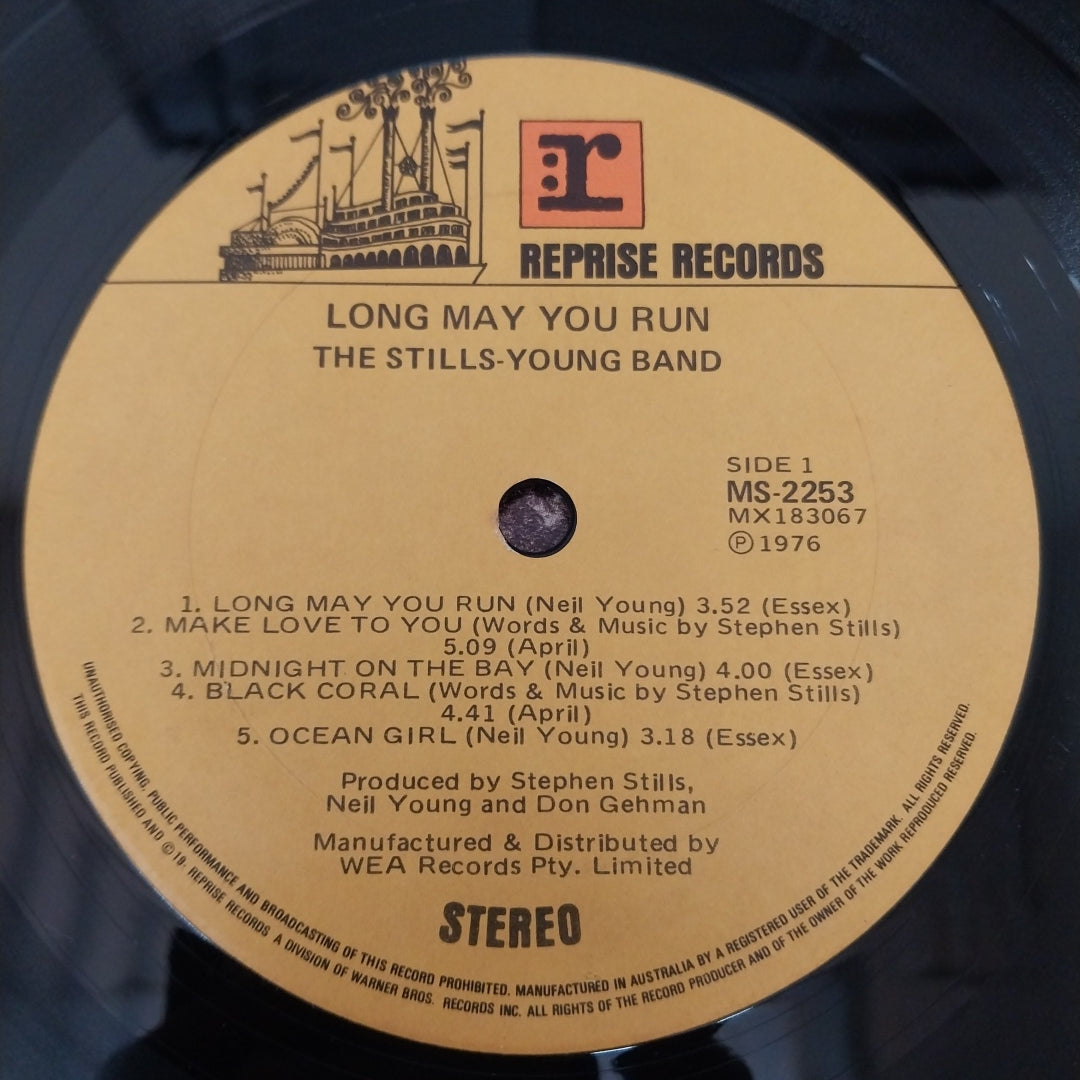 :r
REPRISE RECORDS
LONG MAY YOU RUN
THE STILLS-YOUNG BAND
SIDE 1
MS-2253
MX183067
Ⓟ 1976
1. LONG MAY YOU RUN (Neil Young) 3.52 (Essex)
2. MAKE LOVE TO YOU (Words & Music by Stephen Stills)
5.09 (April)
3. MIDNIGHT ON THE BAY (Neil Young) 4.00 (Essex)
4. BLACK CORAL (Words & Music by Stephen Stills)
4.41 (April)
5. OCEAN GIRL (Neil Young) 3.18 (Essex)
Produced by Stephen Stills,
Neil Young and Don Gehman
Manufactured & Distributed by
WEA Records Pty. Limited
STEREO
UNAUTHORISED COPYING, PUBLIC PERFORMANCE AND BROADCASTING OF THIS RECORD PROHIBITED. MANUFACTURED IN AUSTRALIA BY A REGISTERED USER OF THE TRADEMARK. ALL RIGHTS RESERVED.
THIS RECORD PUBLISHED AND © 19. REPRISE RECORDS A DIVISION OF WARNER BROS. RECORDS INC. ALL RIGHTS OF THE RECORD PRODUCER AND OF THE OWNER OF THE WORK REPRODUCED RESERVED.